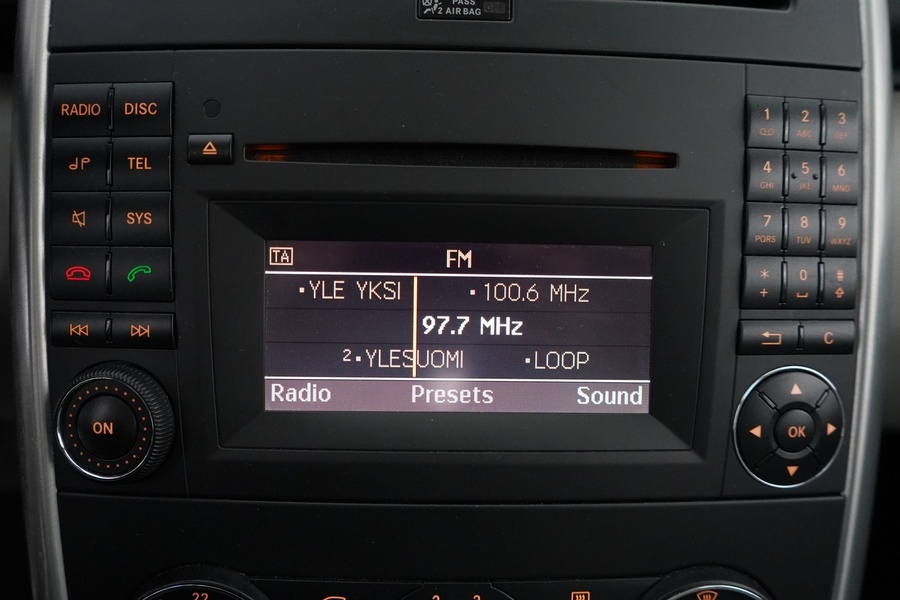 PASS
2 AIR BAG OFF
RADIO DISC
TEL
SYS
ON
TA FM
YLE YKSI 100.6 MHz
97.7 MHz
2 YLESUOMI LOOP
Radio Presets Sound
1 2 3
Q,D ABC DEF
4 5 6
GHI JKL MNO
7 8 9
PQRS TUV WXYZ
* 0 #
+
C
OK
22